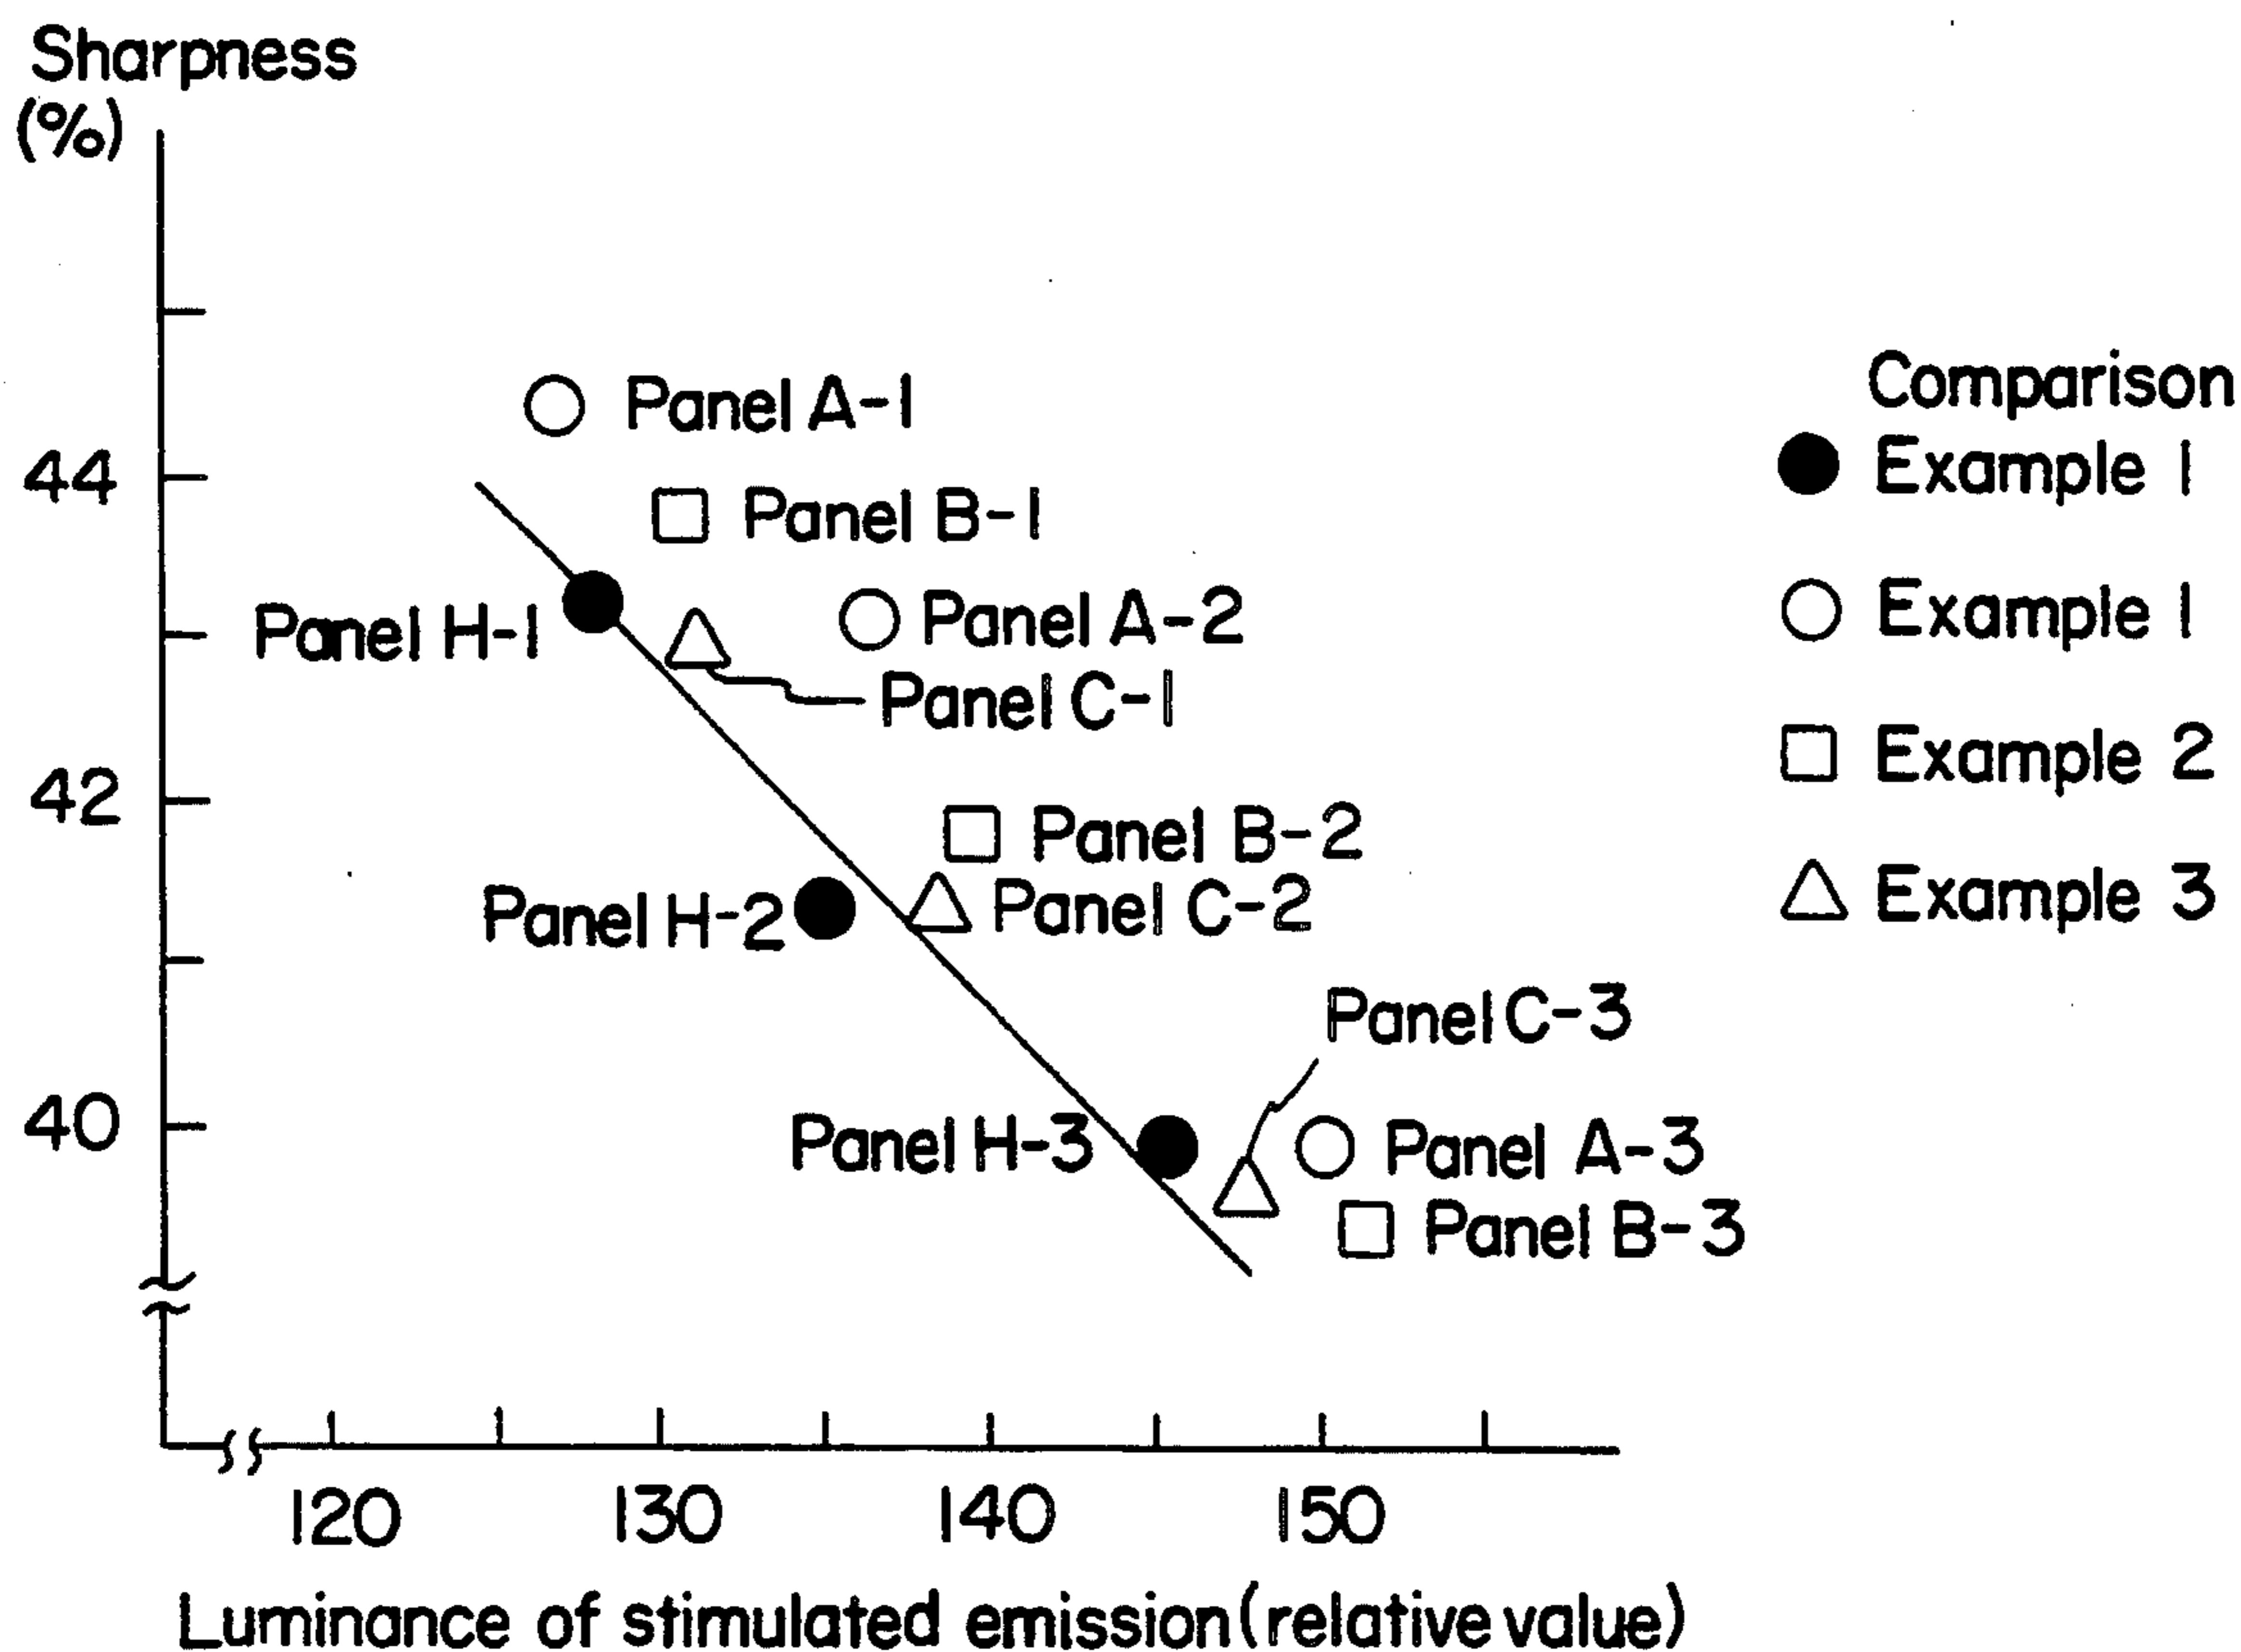 Sharpness
(%)
Panel A-1
44
Panel B-1
Panel H-1
Panel A-2
Panel C-1
42
Panel B-2
Panel H-2
Panel C-2
Panel C-3
40
Panel H-3
Panel A-3
Panel B-3
120 130 140 150
Luminance of stimulated emission (relative value)
Comparison
Example 1
Example 1
Example 2
Example 3